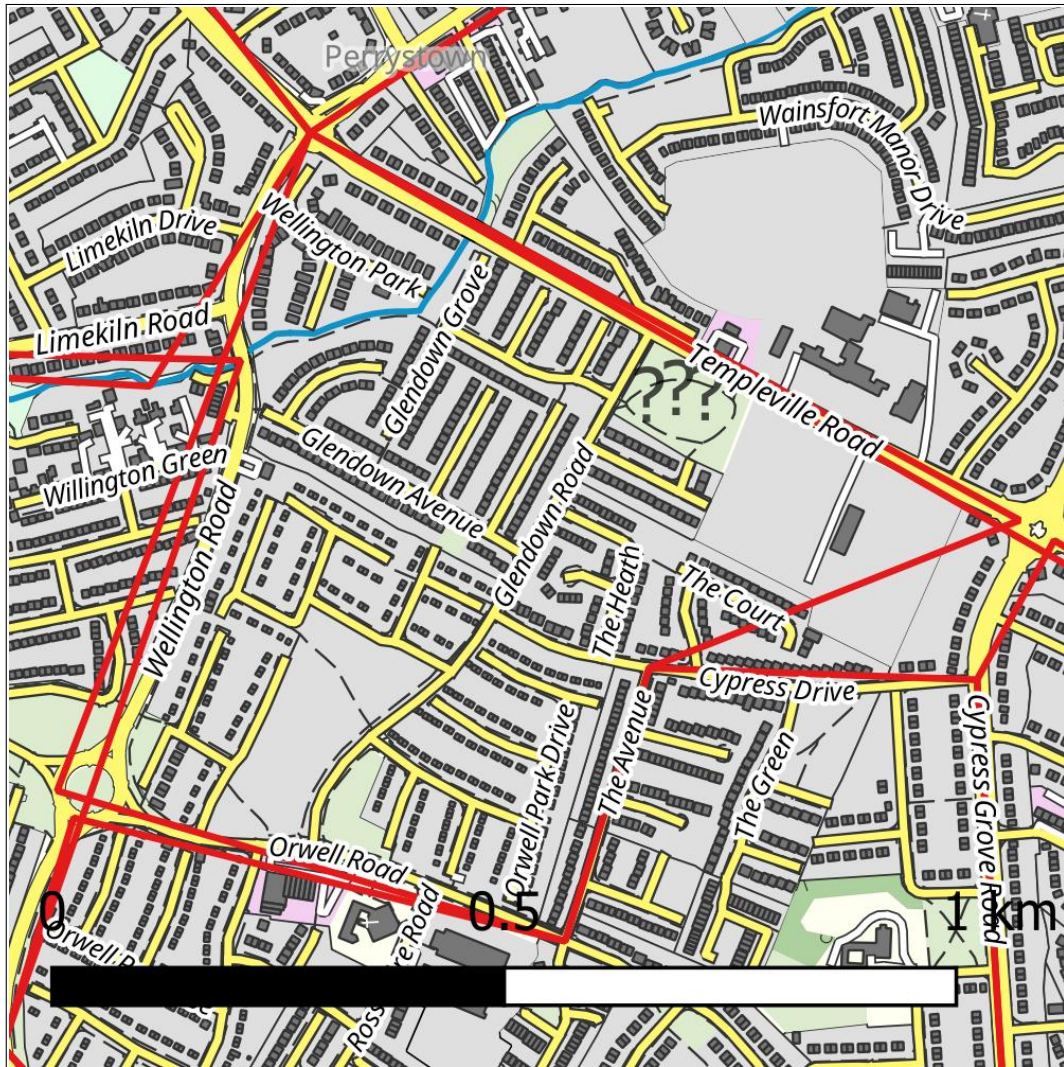 Perrystown
Wainsfort Manor Drive
Limekiln Drive
Wellington Park
Glendown Grove
Limekiln Road
Templeville Road
???
Glendown Avenue
Willington Green
Glendown Road
Wellington Road
The Heath
The Court
Cypress Drive
The Avenue
Orwell Park Drive
The Green
Cypress Grove Road
Orwell Road
0
0.5
1 km